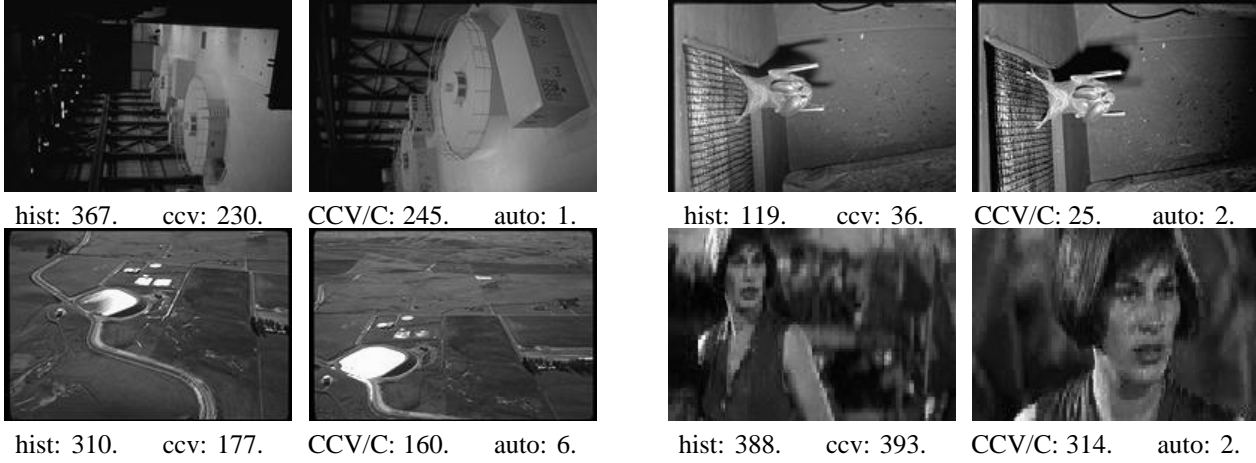 hist: 367. ccv: 230. CCV/C: 245. auto: 1.
hist: 119. ccv: 36. CCV/C: 25. auto: 2.
hist: 310. ccv: 177. CCV/C: 160. auto: 6.
hist: 388. ccv: 393. CCV/C: 314. auto: 2.